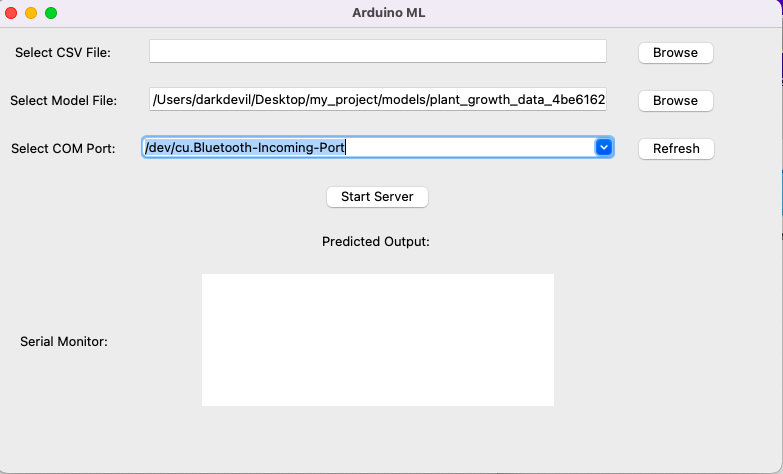 Arduino ML
Select CSV File: Browse
Select Model File: /Users/darkdevil/Desktop/my_project/models/plant_growth_data_4be6162 Browse
Select COM Port: /dev/cu.Bluetooth-Incoming-Port Refresh
Start Server
Predicted Output:
Serial Monitor: